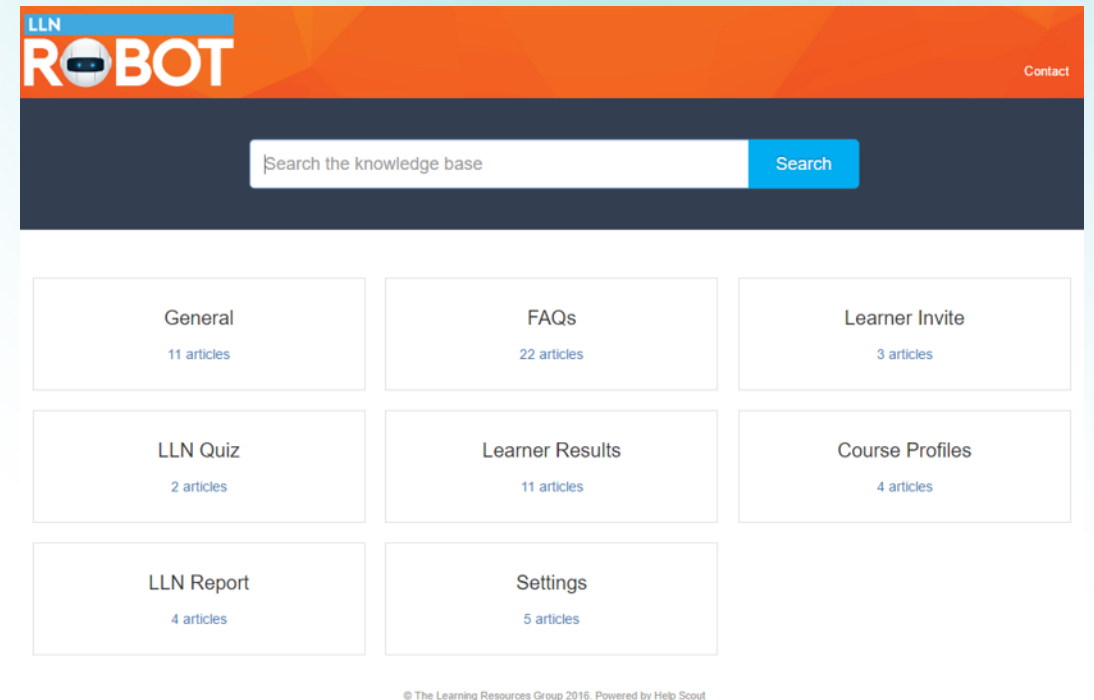 LLN
ROBOT
Contact
Search the knowledge base
Search
General
11 articles
FAQs
22 articles
Learner Invite
3 articles
LLN Quiz
2 articles
Learner Results
11 articles
Course Profiles
4 articles
LLN Report
4 articles
Settings
5 articles
© The Learning Resources Group 2016. Powered by Help Scout